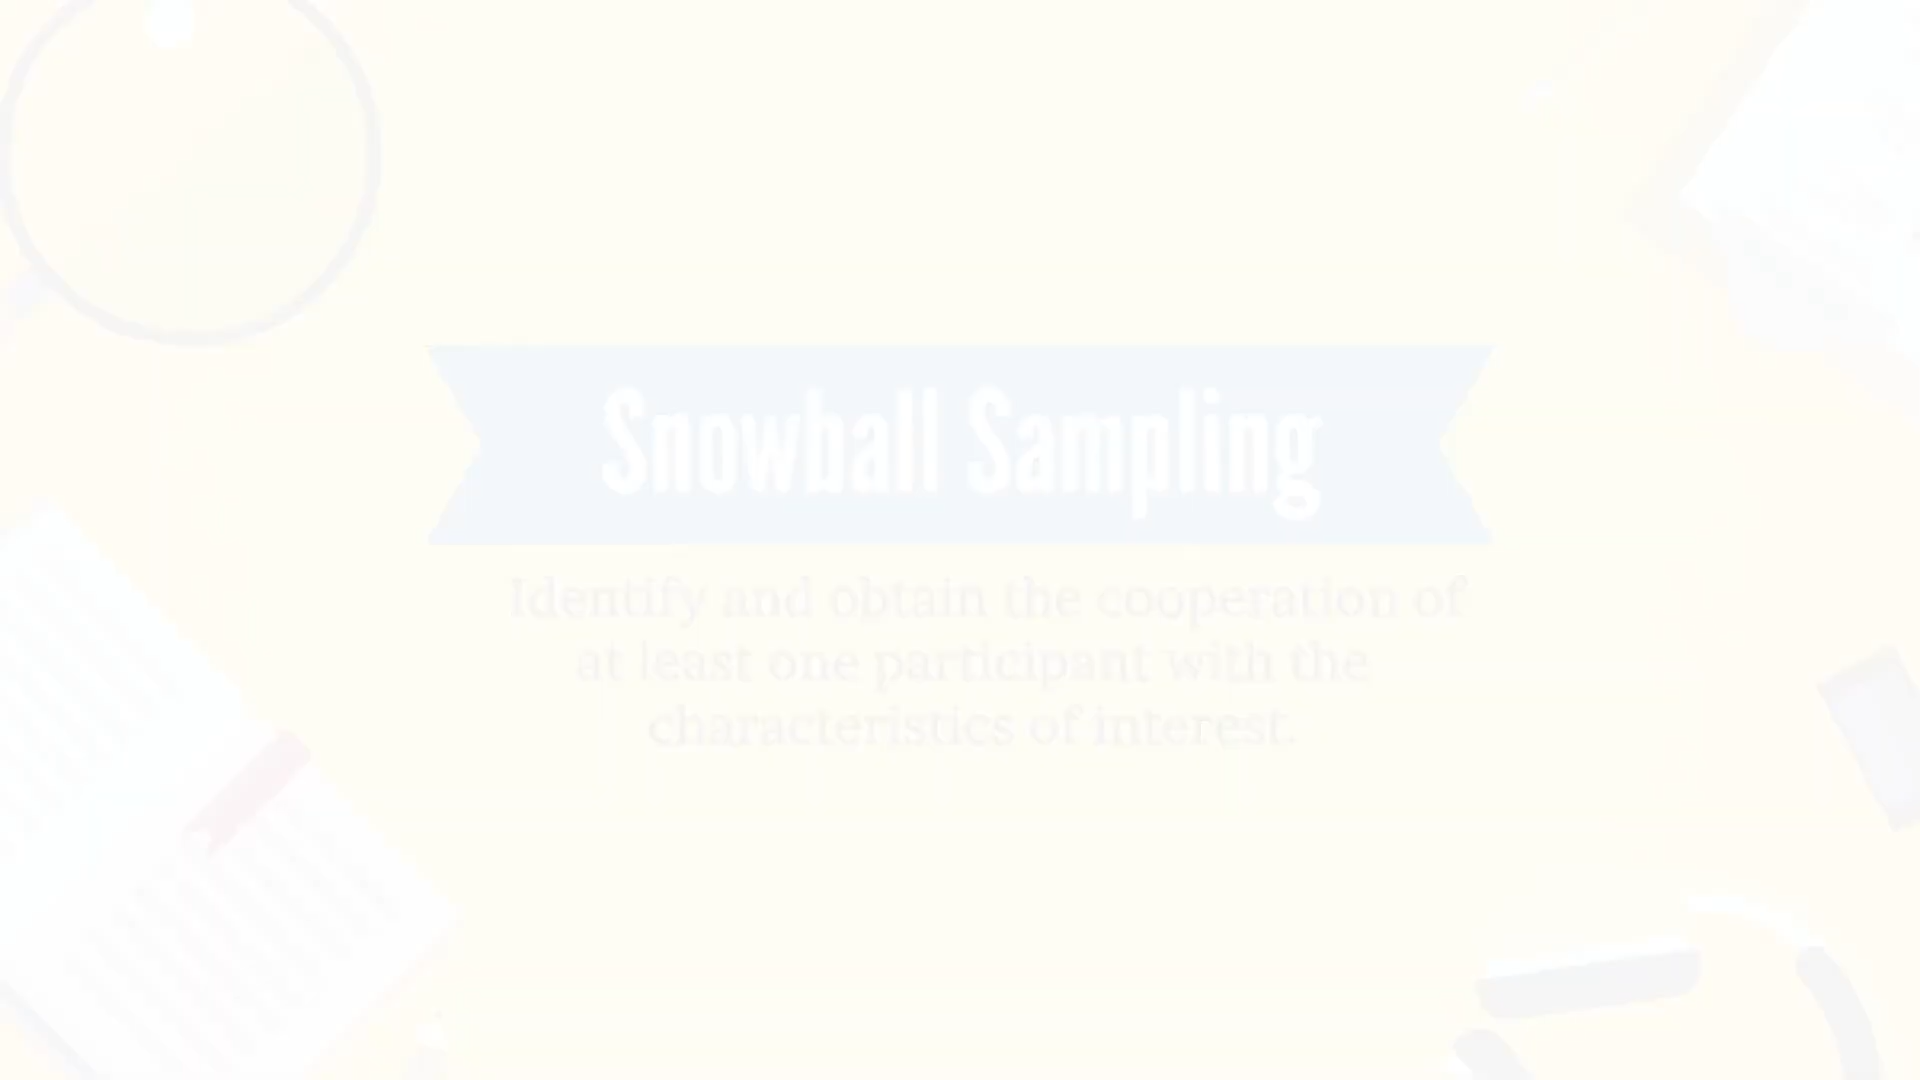 Snowball Sampling
Identify and obtain the cooperation of
at least one participant with the
characteristics of interest.